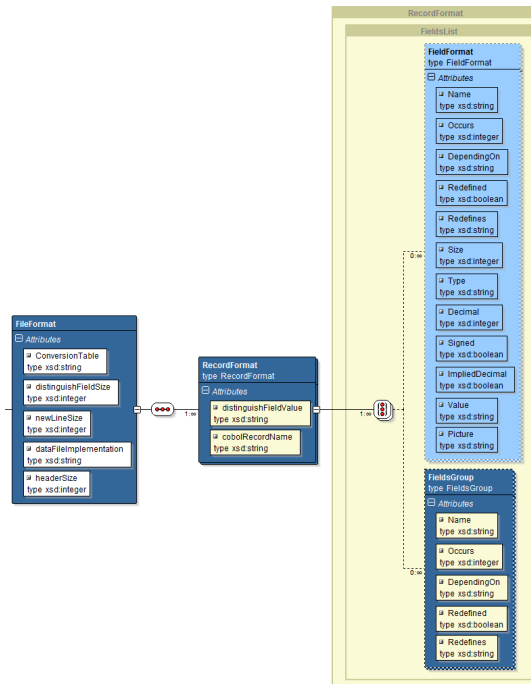 RecordFormat
FieldsList
FieldFormat
type FieldFormat
Attributes
Name
type xsd:string
Occurs
type xsd:integer
DependingOn
type xsd:string
Redefined
type xsd:boolean
Redefines
type xsd:string
Size
type xsd:integer
Type
type xsd:string
Decimal
type xsd:integer
Signed
type xsd:boolean
ImpliedDecimal
type xsd:boolean
Value
type xsd:string
Picture
type xsd:string
0:∞
FileFormat
Attributes
ConversionTable
type xsd:string
distinguishFieldSize
type xsd:integer
newLineSize
type xsd:integer
dataFileImplementation
type xsd:string
headerSize
type xsd:integer
1:∞
RecordFormat
type RecordFormat
Attributes
distinguishFieldValue
type xsd:string
cobolRecordName
type xsd:string
1:∞
FieldsGroup
type FieldsGroup
Attributes
Name
type xsd:string
Occurs
type xsd:integer
DependingOn
type xsd:string
Redefined
type xsd:boolean
Redefines
type xsd:string
0:∞